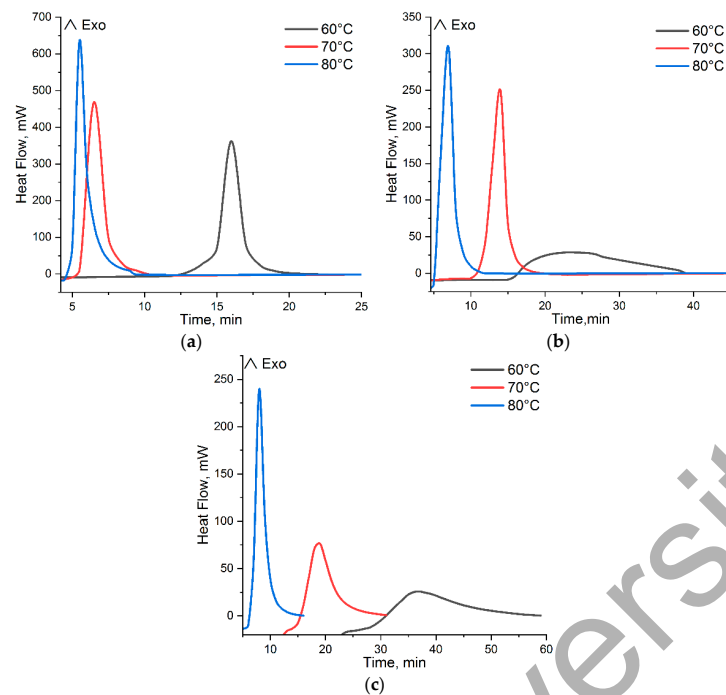 Exo
60°C
70°C
80°C
700
600
500
400
300
200
100
0
Heat Flow, mW
5
10
15
20
25
Time, min
(a)
Exo
60°C
70°C
80°C
350
300
250
200
150
100
50
0
Heat Flow, mW
10
20
30
40
Time,min
(b)
Exo
60°C
70°C
80°C
250
200
150
100
50
0
Heat Flow, mW
10
20
30
40
50
60
Time, min
(c)